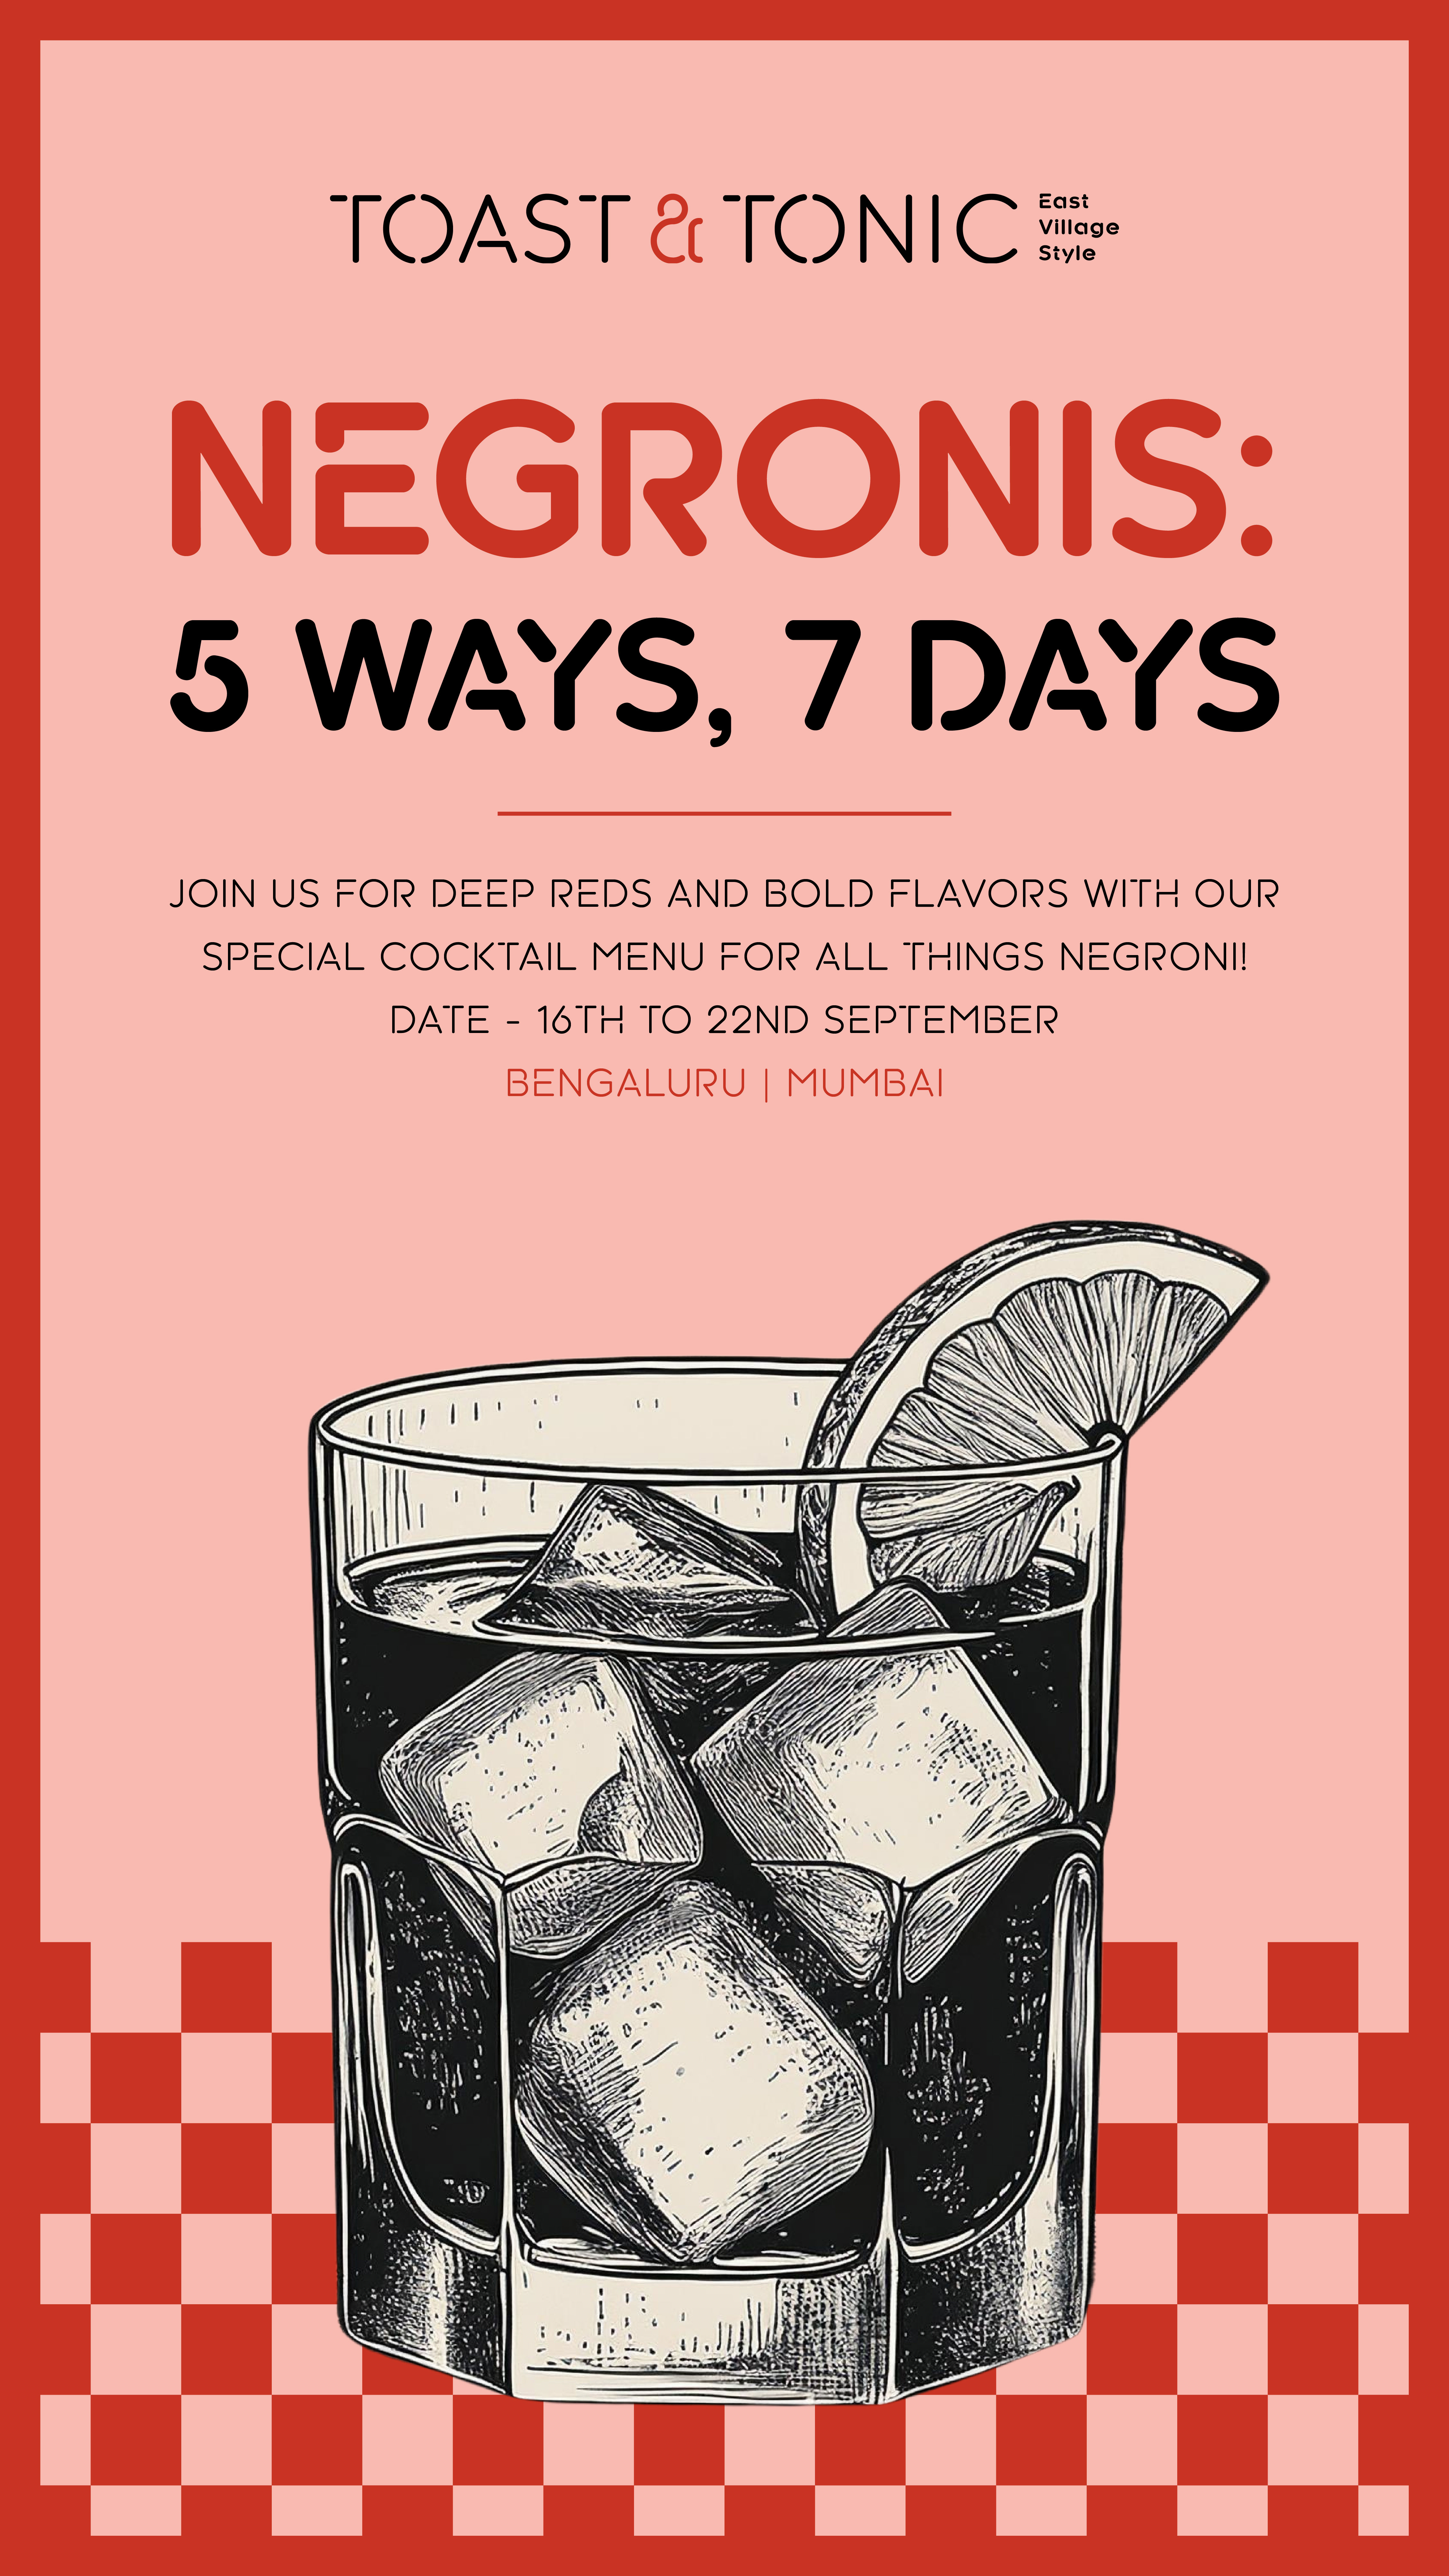 TOAST & TONIC East Village Style
NEGRONIS:
5 WAYS, 7 DAYS
JOIN US FOR DEEP REDS AND BOLD FLAVORS WITH OUR
SPECIAL COCKTAIL MENU FOR ALL THINGS NEGRONI!
DATE - 16TH TO 22ND SEPTEMBER
BENGALURU | MUMBAI